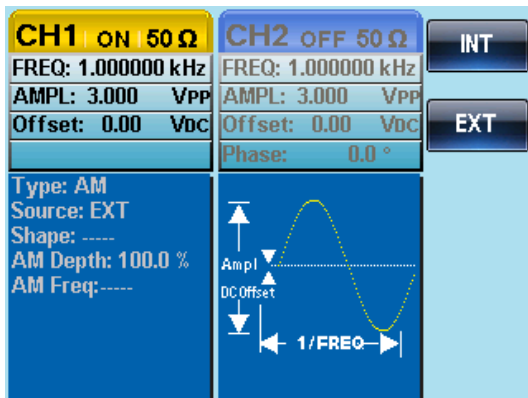 CH1 ON 50 Ω
FREQ: 1.000000 kHz
AMPL: 3.000 VPP
Offset: 0.00 VDC
CH2 OFF 50 Ω
FREQ: 1.000000 kHz
AMPL: 3.000 VPP
Offset: 0.00 VDC
Phase: 0.0 °
INT
EXT
Type: AM
Source: EXT
Shape: -----
AM Depth: 100.0 %
AM Freq:-----
Ampl
DC Offset
1/FREQ